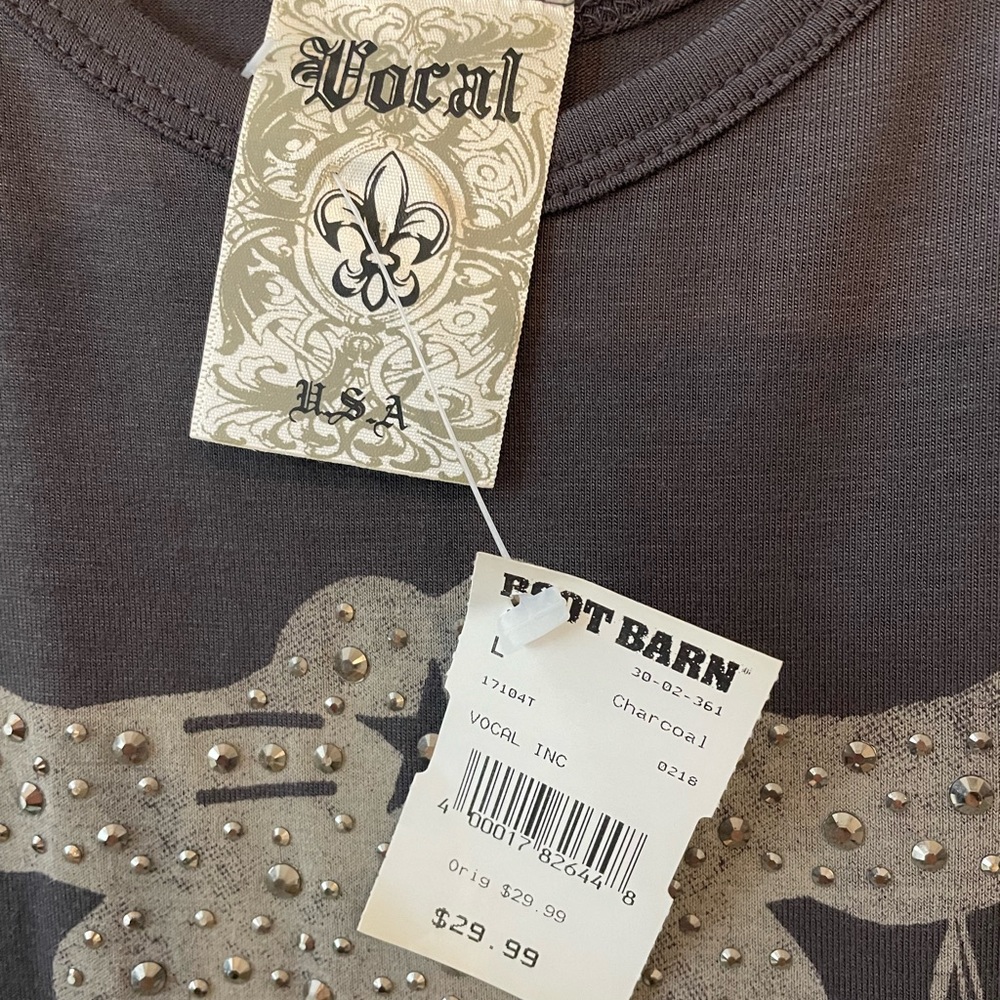 Vocal
U.S.A
BOOT BARN
L
30-02-361
17104T
Charcoal
VOCAL INC
0218
4 00017 82644 8
Orig $29.99
$29.99